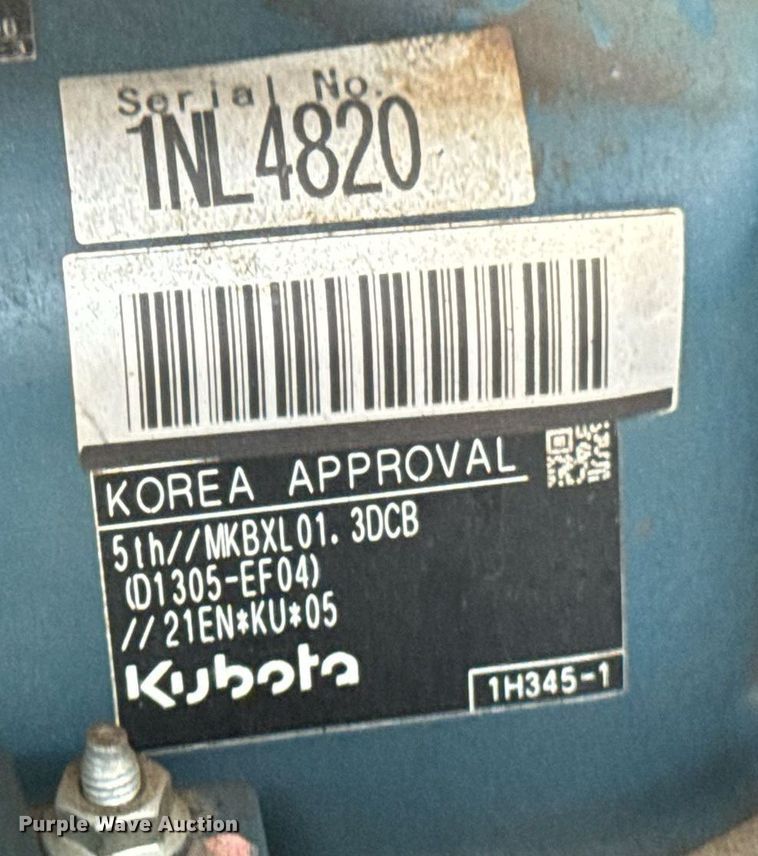 Serial No.
1NL4820
KOREA APPROVAL
5th//MKBXL01.3DCB
(D1305-EF04)
//21EN*KU*05
Kubota
1H345-1
Purple Wave Auction